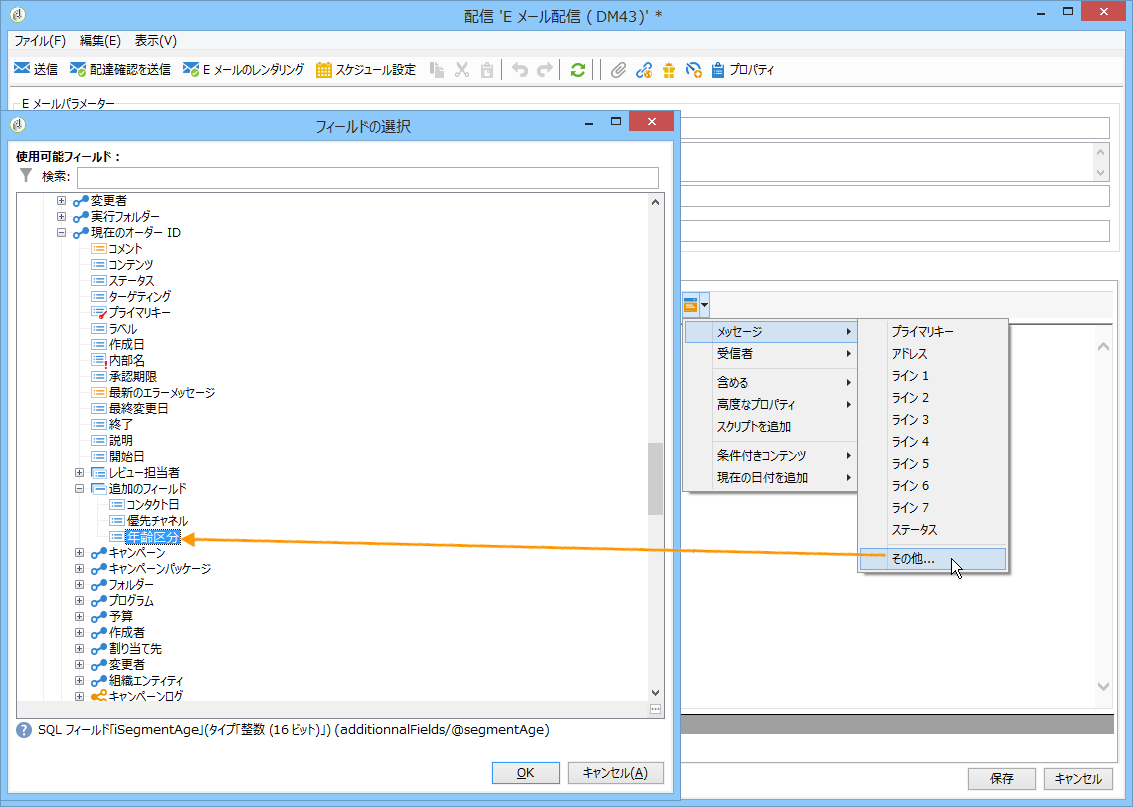 配信 'E メール配信 ( DM43)' *
ファイル(F) 編集(E) 表示(V)
送信 配達確認を送信 E メールのレンダリング スケジュール設定 プロパティ
E メールパラメーター
フィールドの選択
使用可能フィールド :
検索:
変更者
実行フォルダー
現在のオーダー ID
コメント
コンテンツ
ステータス
ターゲティング
プライマリキー
ラベル
作成日
内部名
承認期限
最新のエラーメッセージ
最終変更日
終了
説明
開始日
レビュー担当者
追加のフィールド
コンタクト日
優先チャネル
年齢区分
キャンペーン
キャンペーンパッケージ
フォルダー
プログラム
予算
作成者
割り当て先
変更者
組織エンティティ
キャンペーンログ
SQL フィールド「iSegmentAge」(タイプ「整数 (16 ビット)」) (additionnalFields/@segmentAge)
OK キャンセル(A)
メッセージ
受信者
含める
高度なプロパティ
スクリプトを追加
条件付きコンテンツ
現在の日付を追加
プライマリキー
アドレス
ライン 1
ライン 2
ライン 3
ライン 4
ライン 5
ライン 6
ライン 7
ステータス
その他...
保存 キャンセル